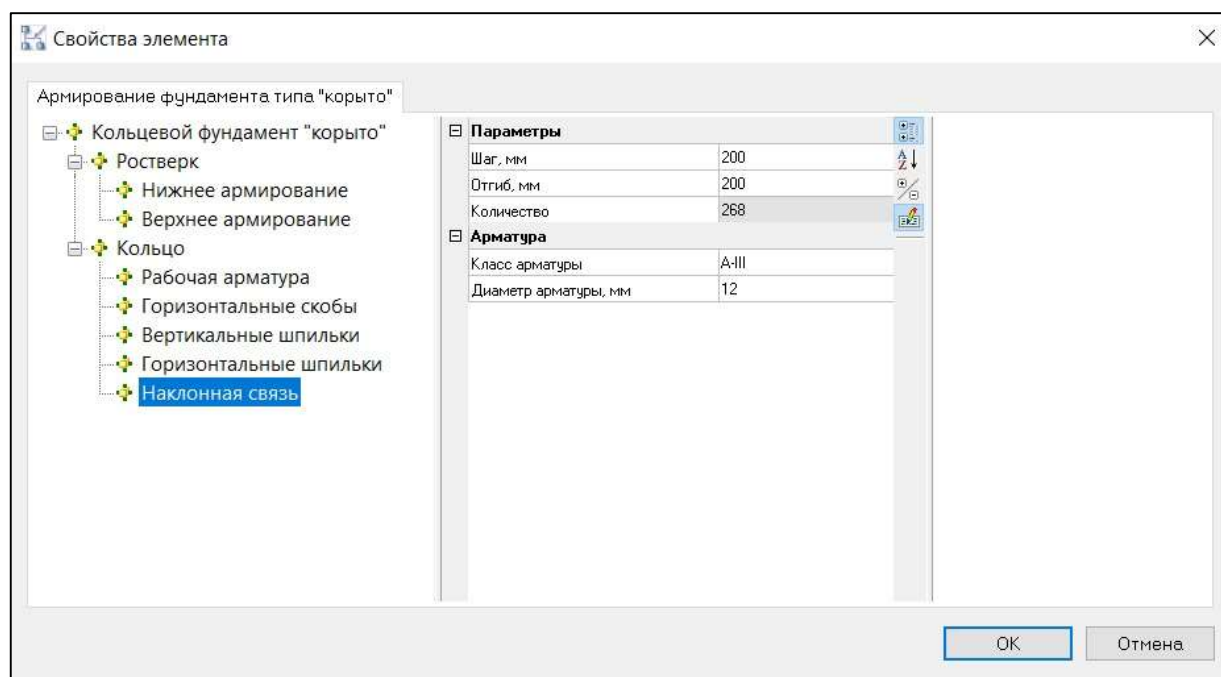 Свойства элемента
Армирование фундамента типа "корыто"
Кольцевой фундамент "корыто"
Ростверк
Нижнее армирование
Верхнее армирование
Кольцо
Рабочая арматура
Горизонтальные скобы
Вертикальные шпильки
Горизонтальные шпильки
Наклонная связь
Параметры
Шаг, мм 200
Отгиб, мм 200
Количество 268
Арматура
Класс арматуры A-III
Диаметр арматуры, мм 12
OK Отмена